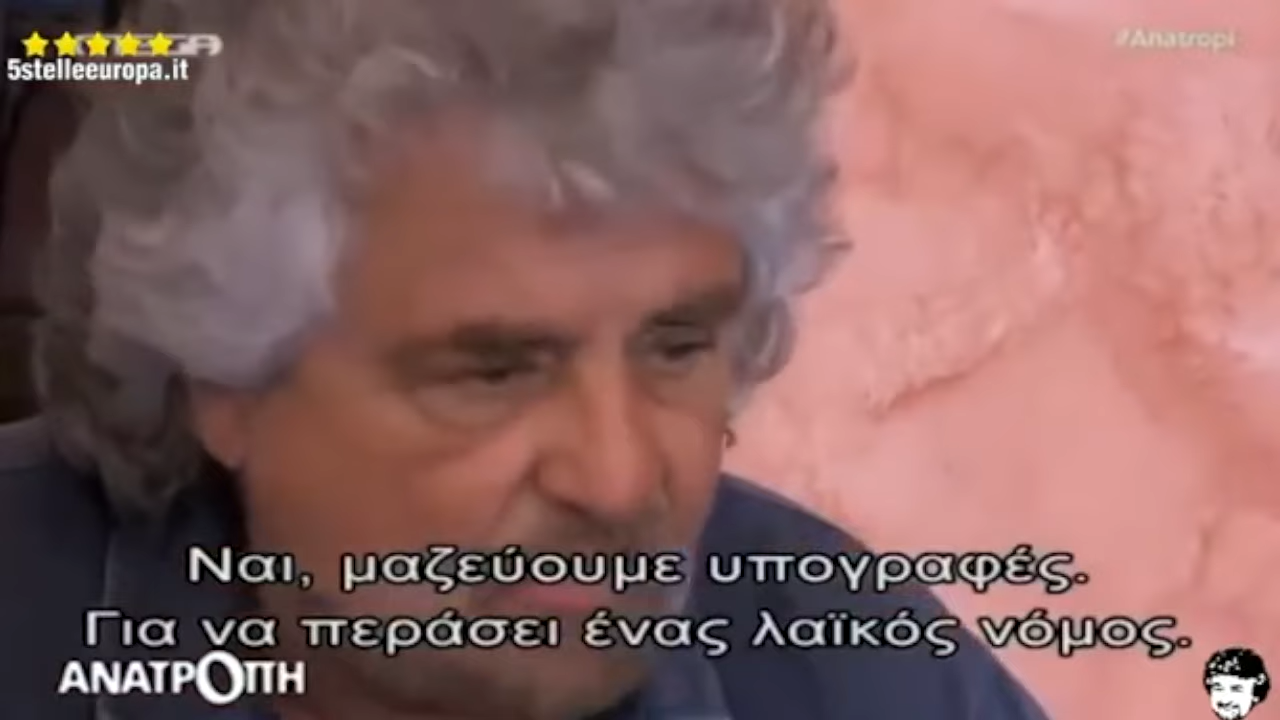 5stelleeuropa.it
#Anatropi
Ναι, μαζεύουμε υπογραφές.
Για να περάσει ένας λαϊκός νόμος.
ΑΝΑΤΡΟΠΗ